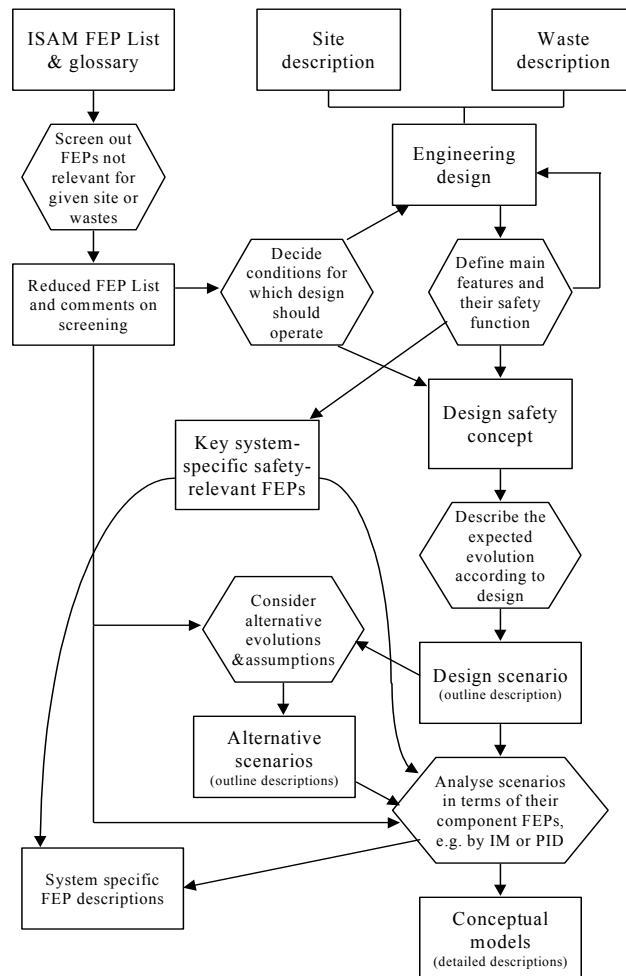 ISAM FEP List
& glossary
Site
description
Waste
description
Screen out
FEPs not
relevant for
given site or
wastes
Engineering
design
Reduced FEP List
and comments on
screening
Decide
conditions for
which design
should
operate
Define main
features and
their safety
function
Key system-
specific safety-
relevant FEPs
Design safety
concept
Describe the
expected
evolution
according to
design
Consider
alternative
evolutions
&assumptions
Design scenario
(outline description)
Alternative
scenarios
(outline descriptions)
Analyse scenarios
in terms of their
component FEPs,
e.g. by IM or PID
System specific
FEP descriptions
Conceptual
models
(detailed descriptions)